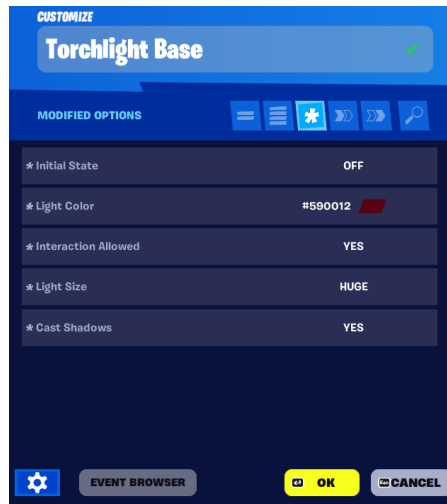 CUSTOMIZE
Torchlight Base
MODIFIED OPTIONS
* Initial State OFF
* Light Color #590012
* Interaction Allowed YES
* Light Size HUGE
* Cast Shadows YES
EVENT BROWSER OK Esc CANCEL